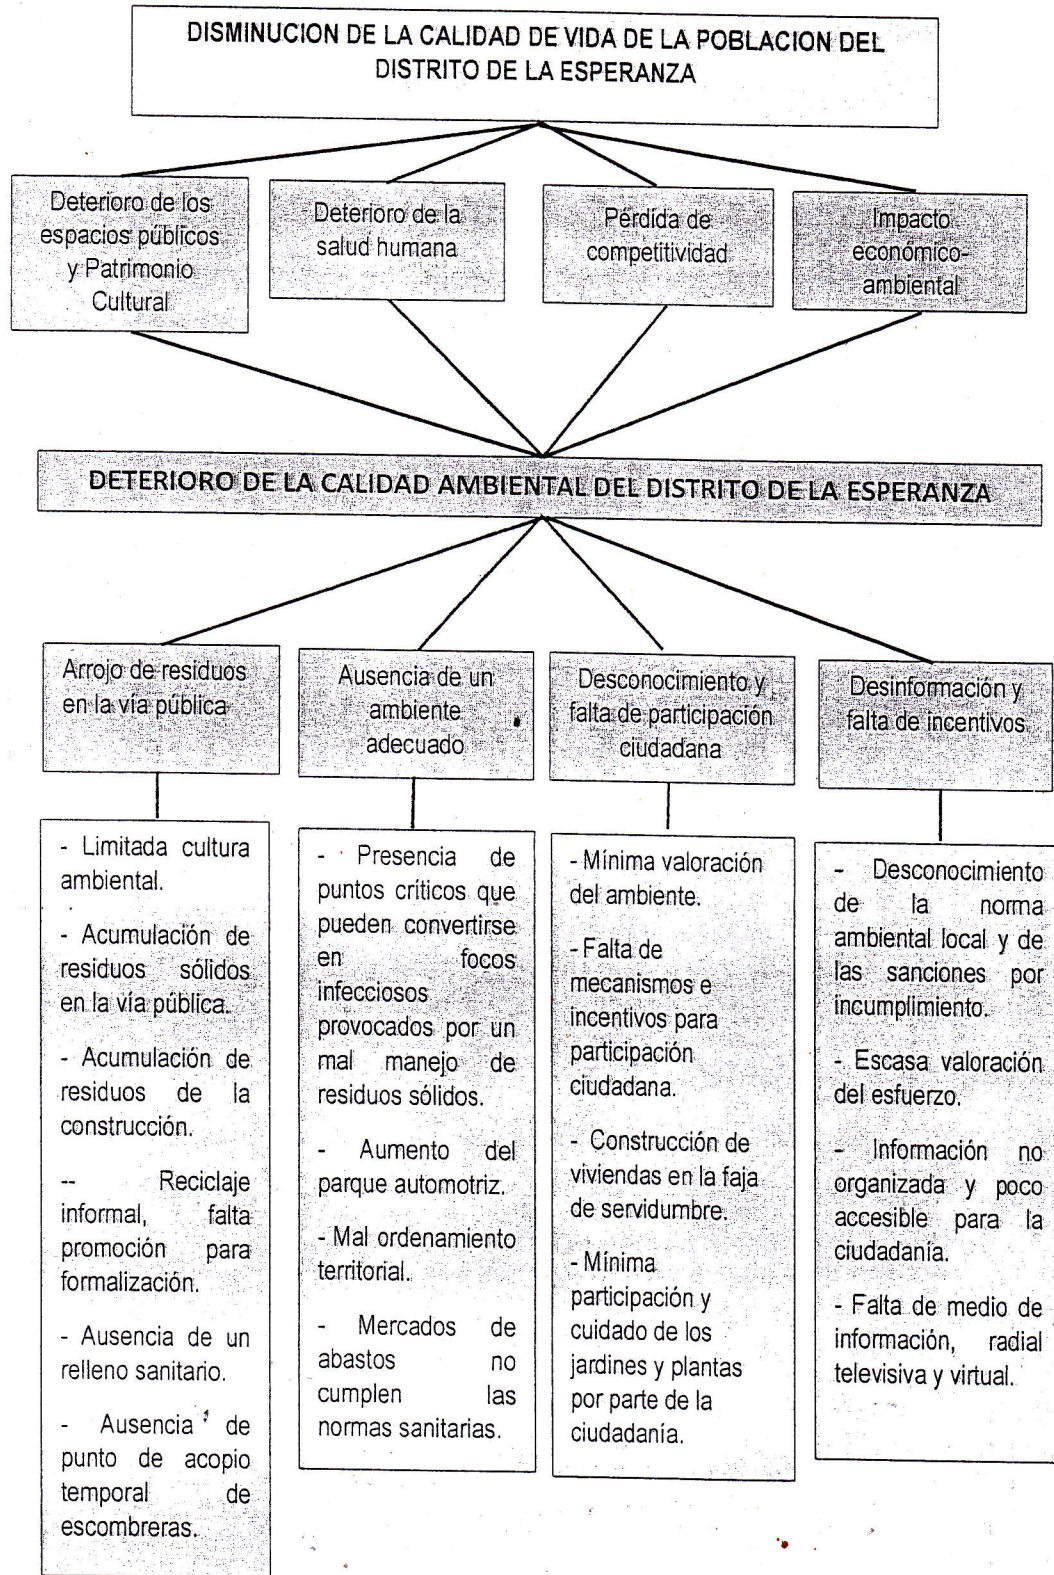 DISMINUCION DE LA CALIDAD DE VIDA DE LA POBLACION DEL
DISTRITO DE LA ESPERANZA
Deterioro de los
espacios públicos
y Patrimonio
Cultural
Deterioro de la
salud humana
Pérdida de
competitividad
Impacto
económico-
ambiental
DETERIORO DE LA CALIDAD AMBIENTAL DEL DISTRITO DE LA ESPERANZA
Arrojo de residuos
en la vía pública
Ausencia de un
ambiente
adecuado
Desconocimiento y
falta de participación
ciudadana
Desinformación y
falta de incentivos
- Limitada cultura
ambiental.
- Acumulación de
residuos sólidos
en la vía pública.
- Acumulación de
residuos de la
construcción.
-- Reciclaje
informal, falta
promoción para
formalización.
- Ausencia de un
relleno sanitario.
- Ausencia de
punto de acopio
temporal de
escombreras.
- Presencia de
puntos críticos que
pueden convertirse
en focos
infecciosos
provocados por un
mal manejo de
residuos sólidos.
- Aumento del
parque automotriz.
- Mal ordenamiento
territorial.
- Mercados de
abastos no
cumplen las
normas sanitarias.
- Mínima valoración
del ambiente.
- Falta de
mecanismos e
incentivos para
participación
ciudadana.
- Construcción de
viviendas en la faja
de servidumbre.
- Mínima
participación y
cuidado de los
jardines y plantas
por parte de la
ciudadanía.
- Desconocimiento
de la norma
ambiental local y de
las sanciones por
incumplimiento.
- Escasa valoración
del esfuerzo.
- Información no
organizada y poco
accesible para la
ciudadanía.
- Falta de medio de
información, radial
televisiva y virtual.